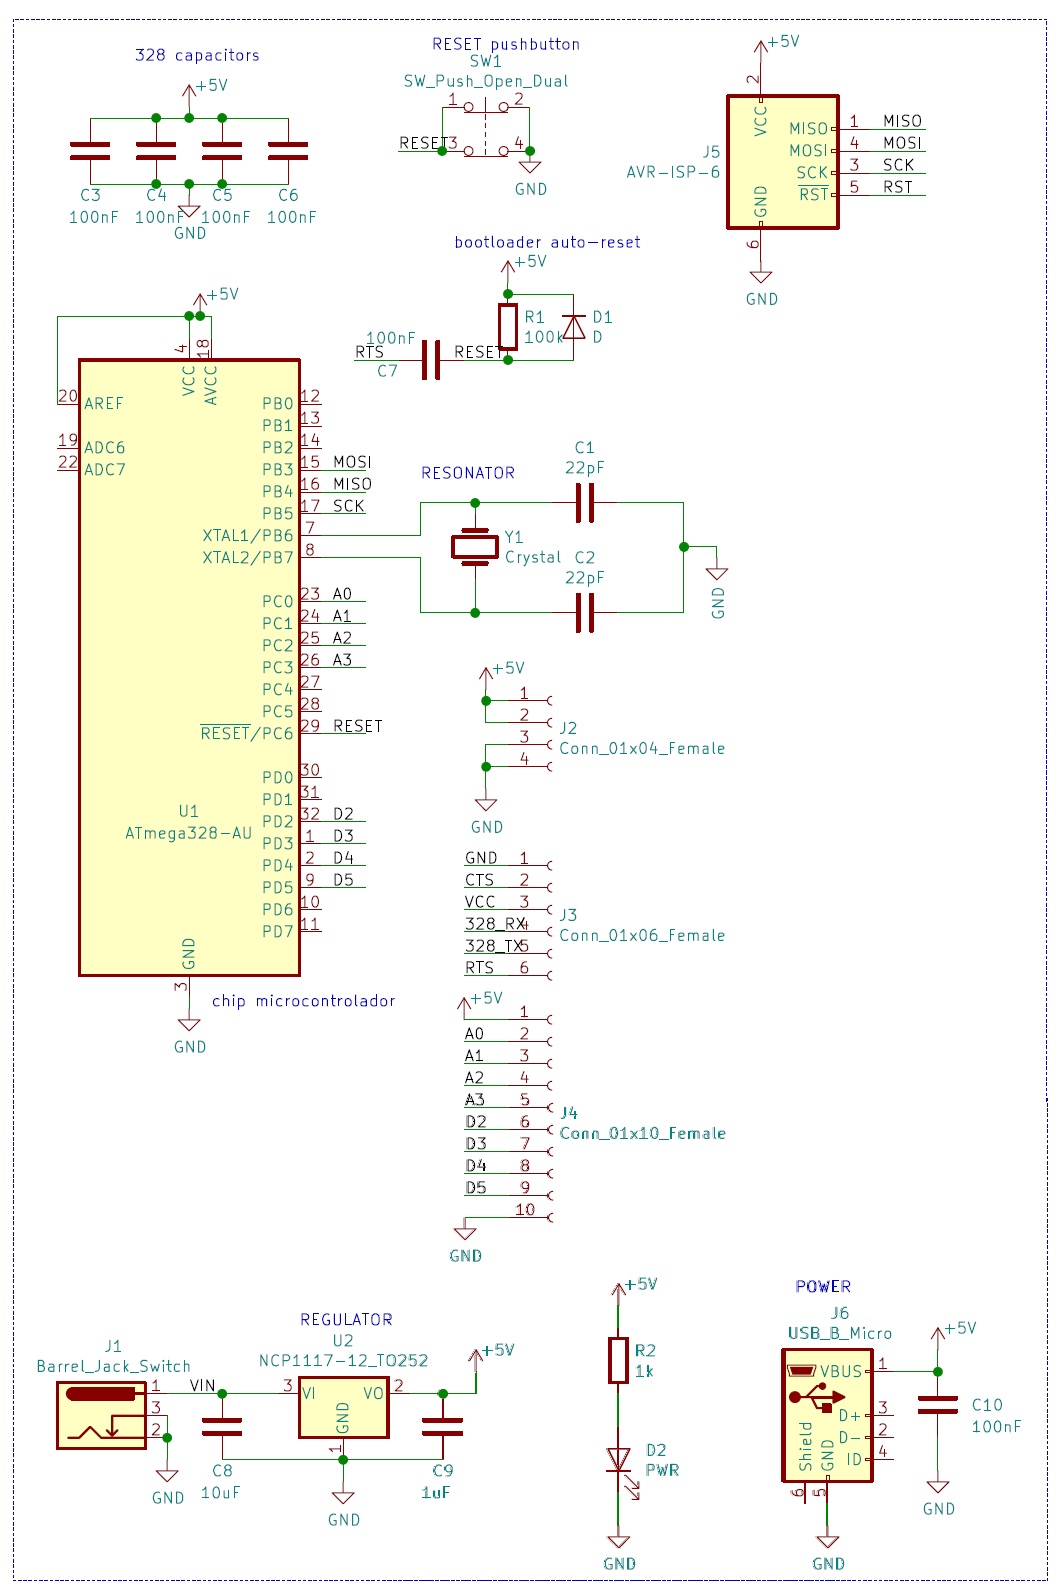 328 capacitors
+5V
C3
100nF
C4
100nF
C5
100nF
C6
100nF
GND
RESET pushbutton
SW1
SW_Push_Open_Dual
1
2
RESET
3
4
GND
+5V
2
VCC
J5
AVR-ISP-6
MISO 1 MISO
MOSI 4 MOSI
SCK 3 SCK
RST 5 RST
GND
6
GND
bootloader auto-reset
+5V
R1
100k
D1
D
100nF
RTS
C7
RESET
+5V
4
18
VCC
AVCC
20 AREF
19 ADC6
22 ADC7
PB0 12
PB1 13
PB2 14
PB3 15 MOSI
PB4 16 MISO
PB5 17 SCK
XTAL1/PB6 7
XTAL2/PB7 8
PC0 23 A0
PC1 24 A1
PC2 25 A2
PC3 26 A3
PC4 27
PC5 28
RESET/PC6 29 RESET
PD0 30
PD1 31
PD2 32 D2
PD3 1 D3
PD4 2 D4
PD5 9 D5
PD6 10
PD7 11
U1
ATmega328-AU
GND
3
GND
chip microcontrolador
RESONATOR
C1
22pF
Y1
Crystal
C2
22pF
GND
+5V
1
2
3
4
J2
Conn_01x04_Female
GND
GND 1
CTS 2
VCC 3
328_RX 4
328_TX 5
RTS 6
J3
Conn_01x06_Female
+5V
1
A0 2
A1 3
A2 4
A3 5
D2 6
D3 7
D4 8
D5 9
10
J4
Conn_01x10_Female
GND
REGULATOR
J1
Barrel_Jack_Switch
1
3
2
GND
VIN
U2
NCP1117-12_TO252
3 VI
VO 2
GND
1
+5V
C8
10uF
C9
1uF
GND
+5V
R2
1k
D2
PWR
GND
POWER
J6
USB_B_Micro
VBUS 1
D+ 3
D- 2
ID 4
Shield
GND
6
5
GND
+5V
C10
100nF
GND